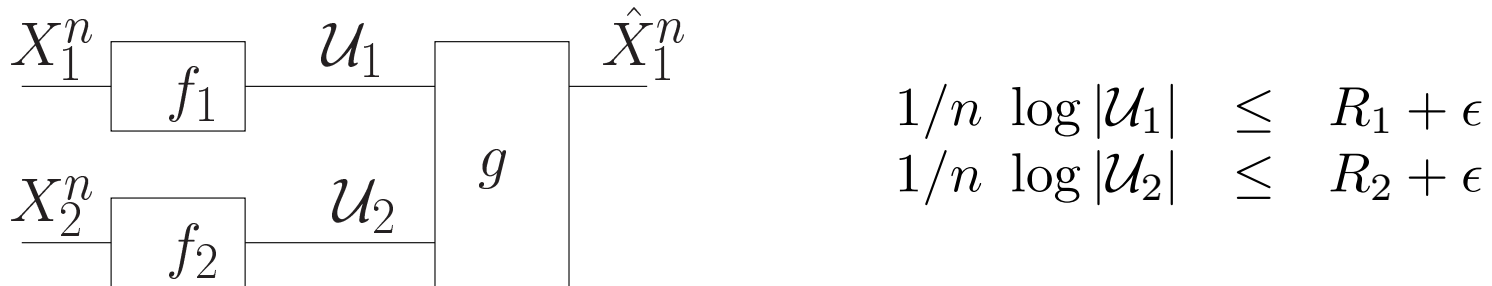 X_1^n
f_1
𝒰_1
g
X̂_1^n
X_2^n
f_2
𝒰_2
1/n log |𝒰_1| ≤ R_1 + ϵ
1/n log |𝒰_2| ≤ R_2 + ϵ